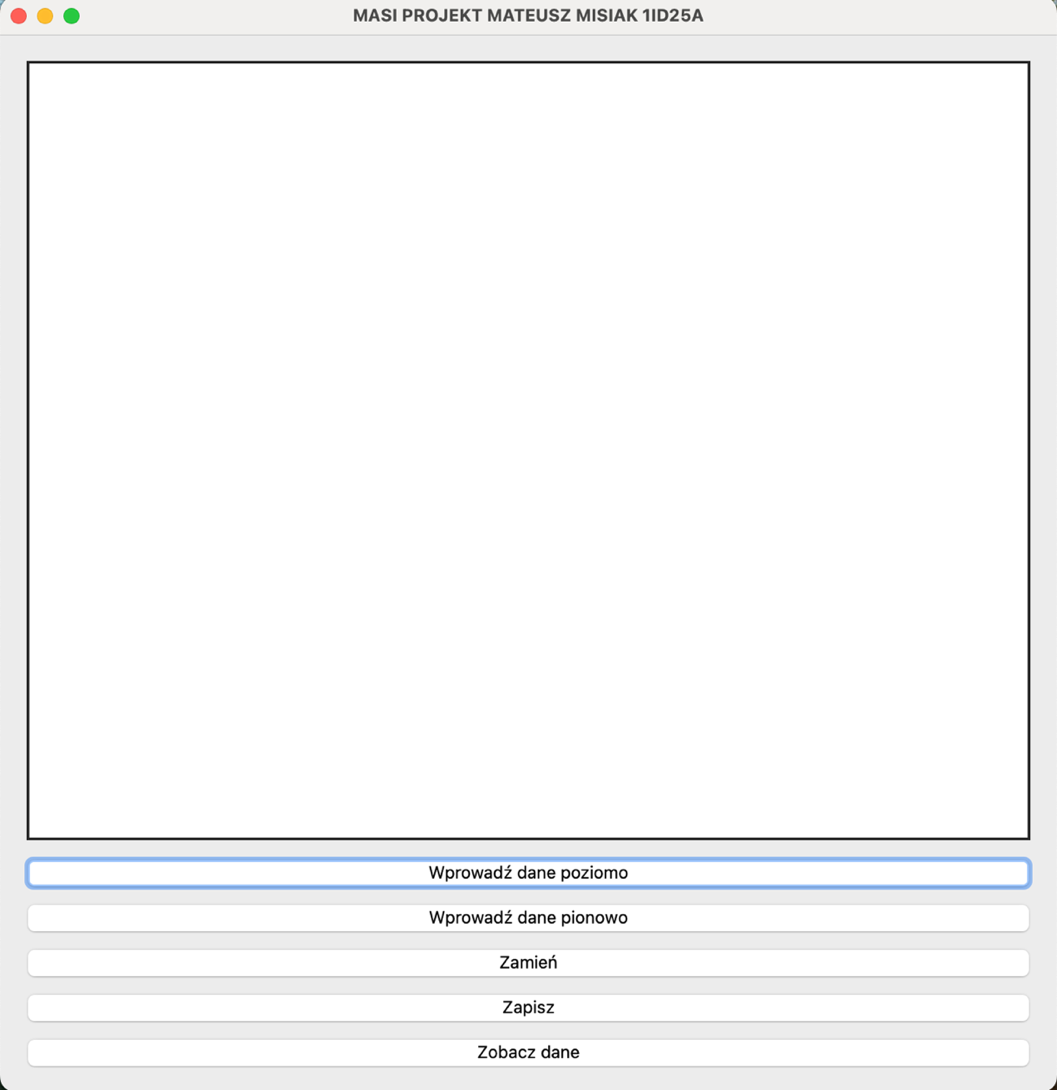 MASI PROJEKT MATEUSZ MISIAK 1ID25A
Wprowadź dane poziomo
Wprowadź dane pionowo
Zamień
Zapisz
Zobacz dane